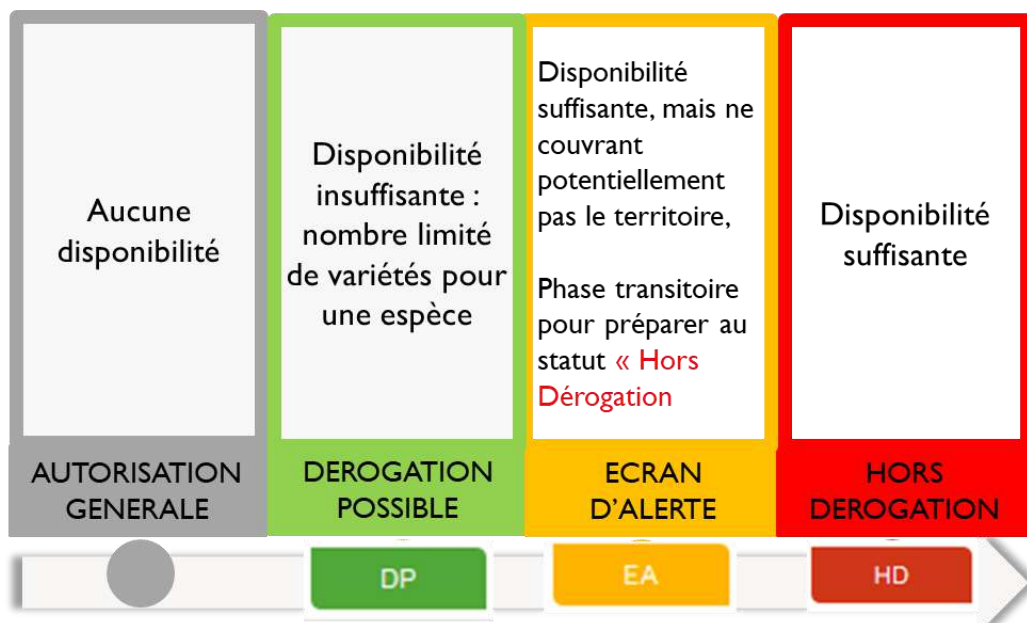 Aucune
disponibilité
AUTORISATION
GENERALE
Disponibilité
insuffisante :
nombre limité
de variétés pour
une espèce
DEROGATION
POSSIBLE
DP
Disponibilité
suffisante, mais ne
couvrant
potentiellement
pas le territoire,
Phase transitoire
pour préparer au
statut « Hors
Dérogation
ECRAN
D’ALERTE
EA
Disponibilité
suffisante
HORS
DEROGATION
HD